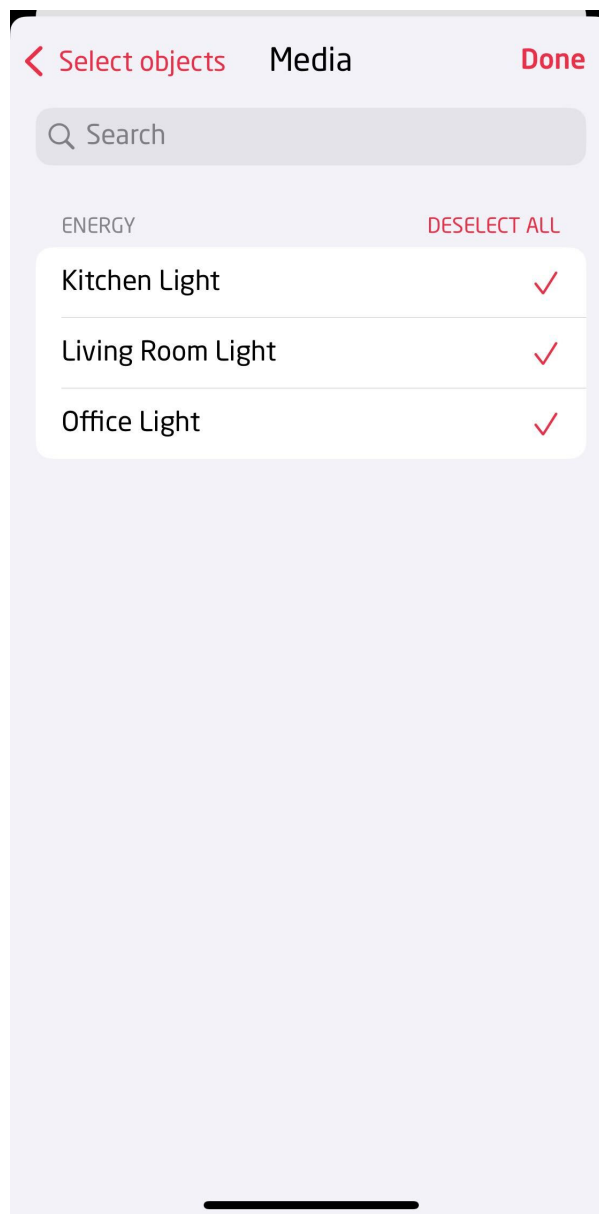 Select objects Media Done
Search
ENERGY DESELECT ALL
Kitchen Light
Living Room Light
Office Light